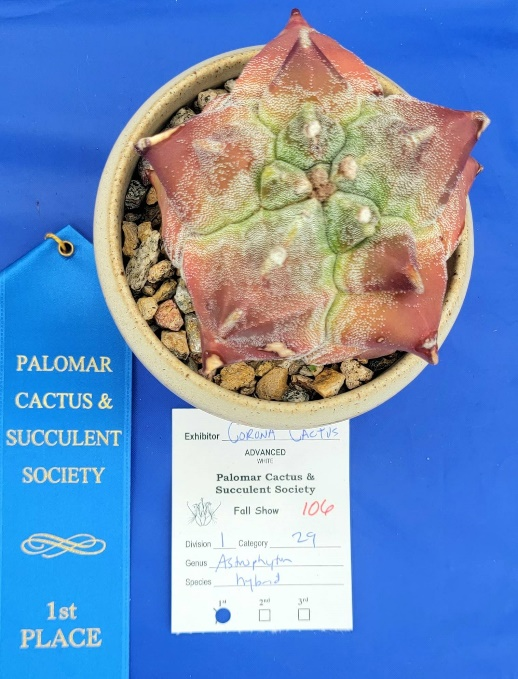 PALOMAR
CACTUS &
SUCCULENT
SOCIETY
1st
PLACE
Exhibitor Corona Cactus
ADVANCED
WHITE
Palomar Cactus &
Succulent Society
Fall Show 106
Division 1 Category 29
Genus Astrophytum
Species hybrid
1st 2nd 3rd